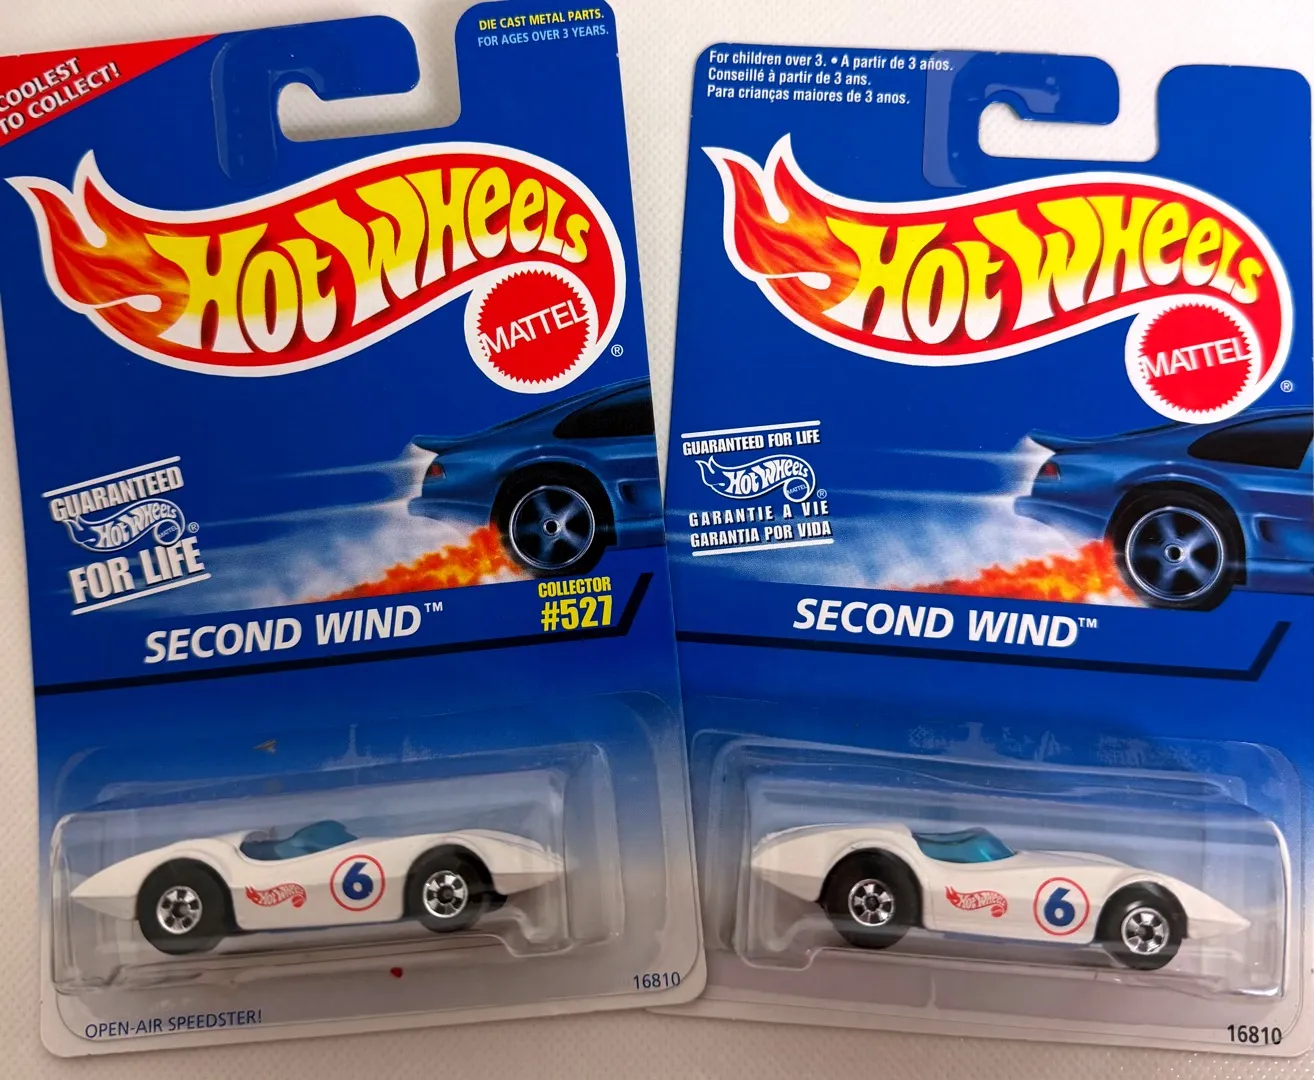 COOLEST
TO COLLECT!
DIE CAST METAL PARTS.
FOR AGES OVER 3 YEARS.
HOT WHEELS
MATTEL
®
GUARANTEED
HOT WHEELS
MATTEL
®
FOR LIFE
SECOND WIND™
COLLECTOR
#527
HOT WHEELS
6
16810
OPEN-AIR SPEEDSTER!
For children over 3. • A partir de 3 años.
Conseillé à partir de 3 ans.
Para crianças maiores de 3 anos.
HOT WHEELS
MATTEL
®
GUARANTEED FOR LIFE
HOT WHEELS
MATTEL
®
GARANTIE A VIE
GARANTIA POR VIDA
SECOND WIND™
HOT WHEELS
6
16810